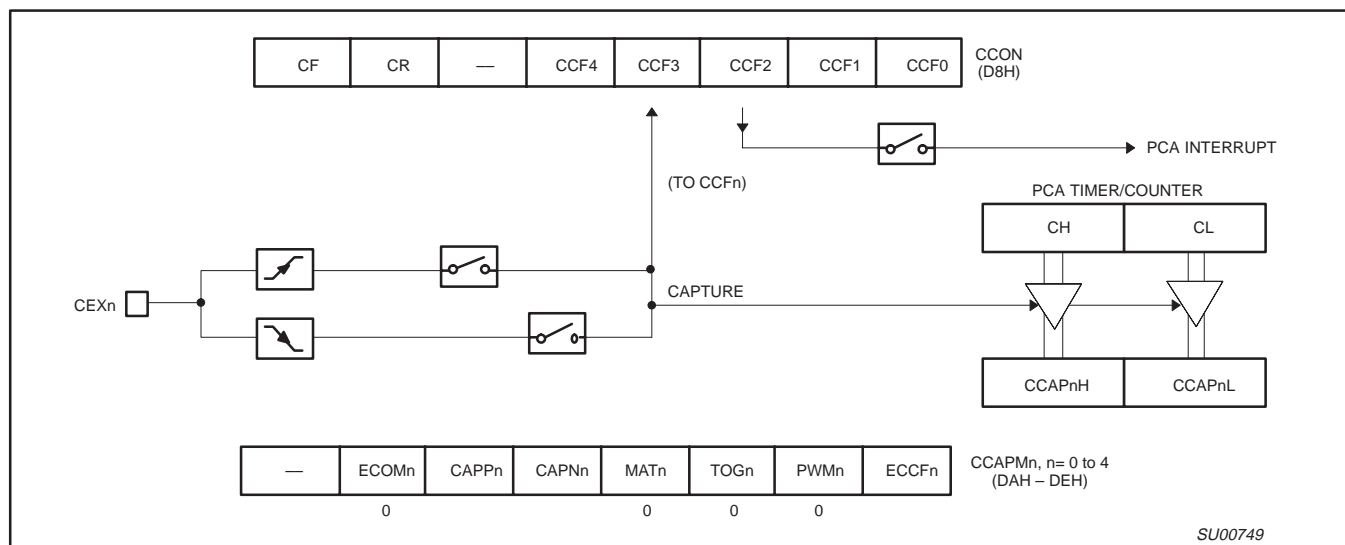 CF CR — CCF4 CCF3 CCF2 CCF1 CCF0
CCON
(D8H)
PCA INTERRUPT
(TO CCFn)
PCA TIMER/COUNTER
CH CL
CEXn
CAPTURE
CCAPnH CCAPnL
— ECOMn CAPPn CAPNn MATn TOGn PWMn ECCFn
CCAPMn, n= 0 to 4
(DAH – DEH)
0 0 0 0
SU00749